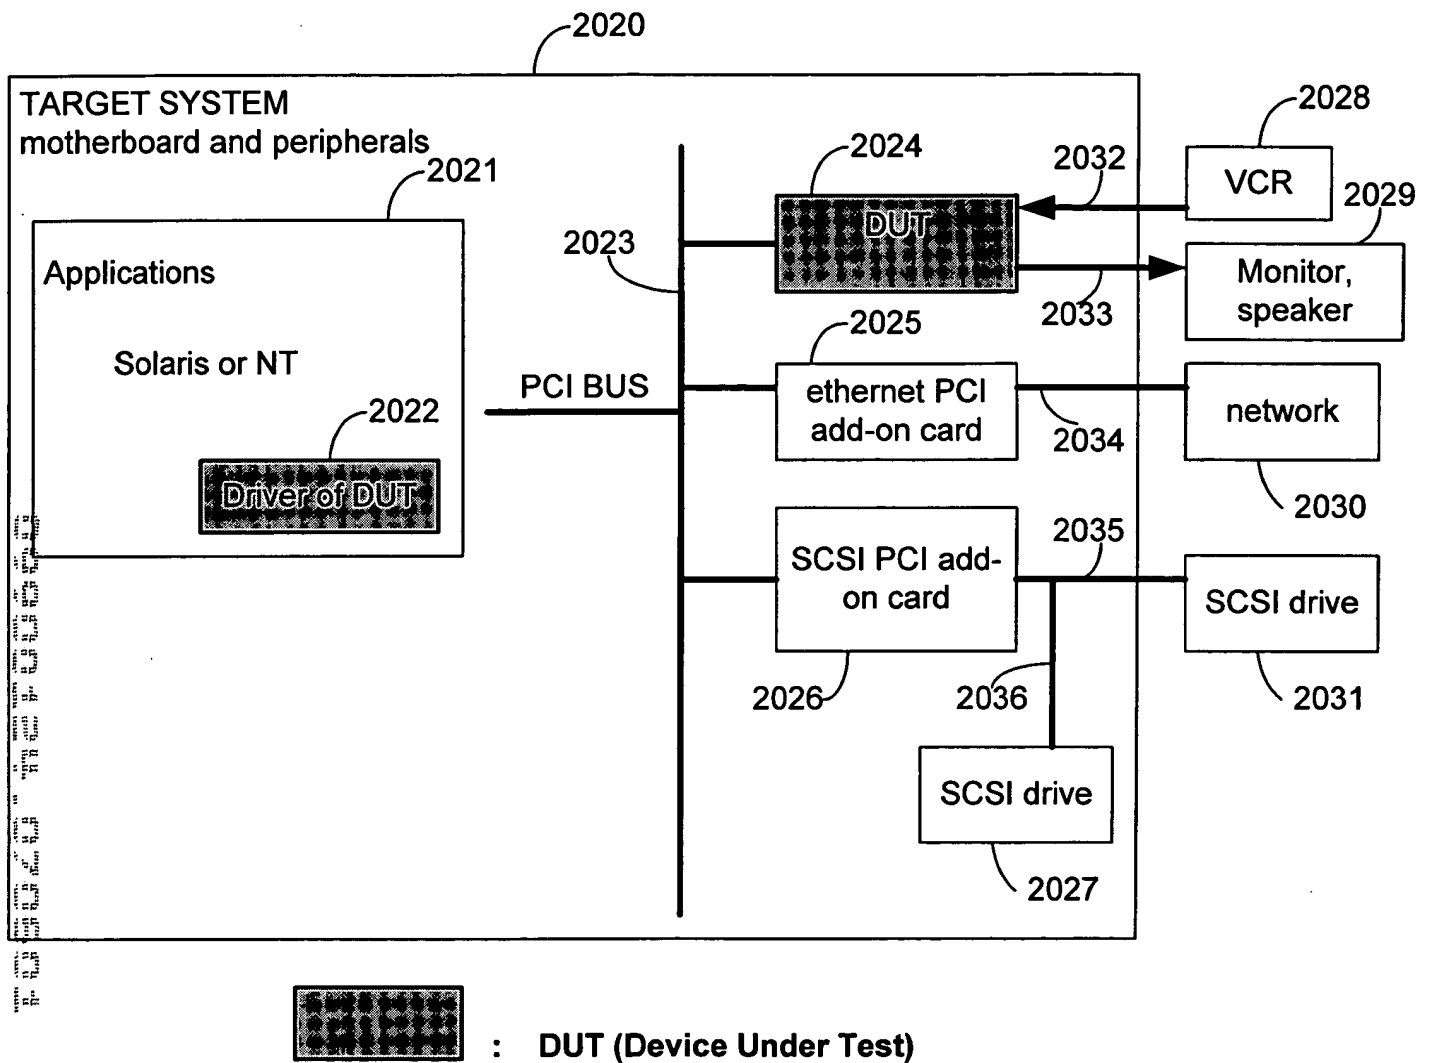 2020
TARGET SYSTEM
motherboard and peripherals
2021
Applications
Solaris or NT
2022
Driver of DUT
PCI BUS
2023
2024
DUT
2032
2028
VCR
2029
Monitor,
speaker
2033
2025
ethernet PCI
add-on card
2034
network
2030
SCSI PCI add-
on card
2035
SCSI drive
2026
2036
2031
SCSI drive
2027
: DUT (Device Under Test)